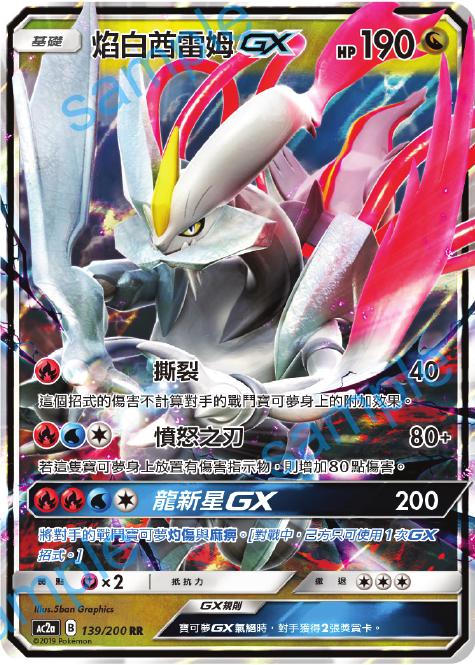 基礎 焰白酋雷姆GX HP 190
撕裂 40
這個招式的傷害不計算對手的戰鬥寶可夢身上的附加效果。
憤怒之刃 80+
若這隻寶可夢身上放置有傷害指示物，則增加80點傷害。
龍新星GX 200
將對手的戰鬥寶可夢灼傷與麻痹。[對戰中，己方只可使用1次GX
招式。]
弱點 ×2 抵抗力 撤退
Illus.5ban Graphics
GX規則
AC2a B 139/200 RR
寶可夢GX氣絕時，對手獲得2張獎賞卡。
©2019 Pokémon
sample
sample
sample
sample